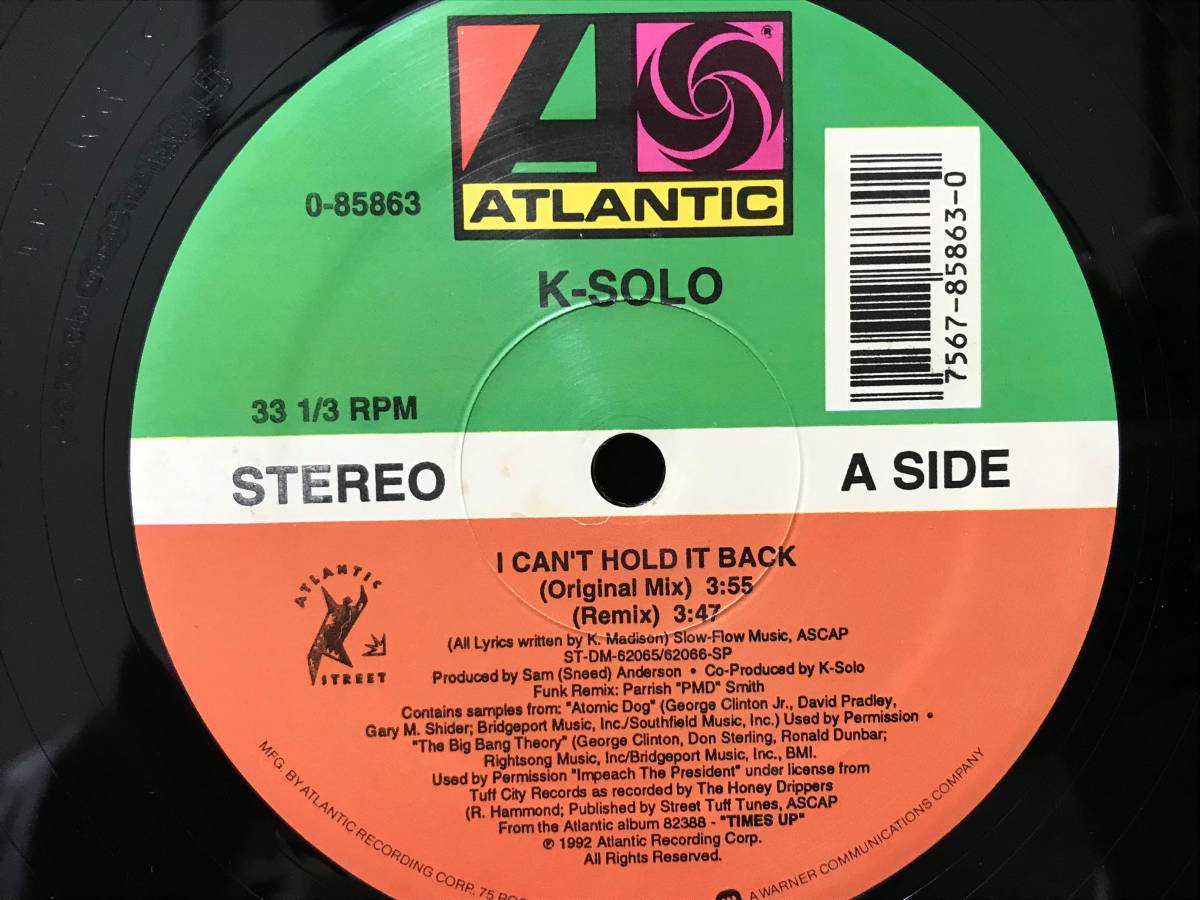 ATLANTIC
0-85863
7567-85863-0
K-SOLO
33 1/3 RPM
STEREO
A SIDE
I CAN'T HOLD IT BACK
(Original Mix) 3:55
(Remix) 3:47
ATLANTIC
STREET
(All Lyrics written by K. Madison) Slow-Flow Music, ASCAP
ST-DM-62065/62066-SP
Produced by Sam (Sneed) Anderson • Co-Produced by K-Solo
Funk Remix: Parrish "PMD" Smith
Contains samples from: "Atomic Dog" (George Clinton Jr., David Pradley,
Gary M. Shider; Bridgeport Music, Inc./Southfield Music, Inc.) Used by Permission •
"The Big Bang Theory" (George Clinton, Don Sterling, Ronald Dunbar;
Rightsong Music, Inc/Bridgeport Music, Inc., BMI.
Used by Permission "Impeach The President" under license from
Tuff City Records as recorded by The Honey Drippers
(R. Hammond; Published by Street Tuff Tunes, ASCAP
From the Atlantic album 82388 - "TIMES UP"
℗ 1992 Atlantic Recording Corp.
All Rights Reserved.
MFG. BY ATLANTIC RECORDING CORP., 75
A WARNER COMMUNICATIONS COMPANY